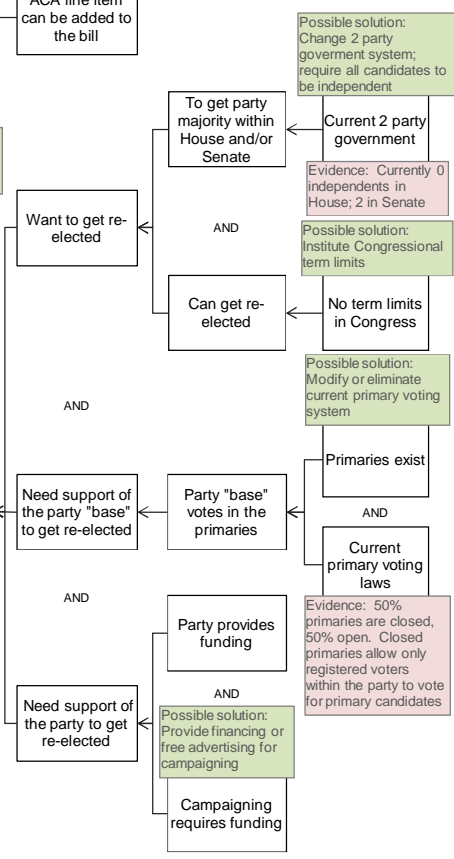 ACA line item
can be added to
the bill
Possible solution:
Change 2 party
goverment system;
require all candidates to
be independent
To get party
majority within
House and/or
Senate
Current 2 party
government
Evidence: Currently 0
independents in
House; 2 in Senate
Want to get re-
elected
AND
Possible solution:
Institute Congressional
term limits
Can get re-
elected
No term limits
in Congress
Possible solution:
Modify or eliminate
current primary voting
system
AND
Primaries exist
Need support of
the party "base"
to get re-elected
Party "base"
votes in the
primaries
AND
Current
primary voting
laws
AND
Evidence: 50%
primaries are closed,
50% open. Closed
primaries allow only
registered voters
within the party to vote
for primary candidates
Party provides
funding
AND
Need support of
the party to get
re-elected
Possible solution:
Provide financing or
free advertising for
campaigning
Campaigning
requires funding